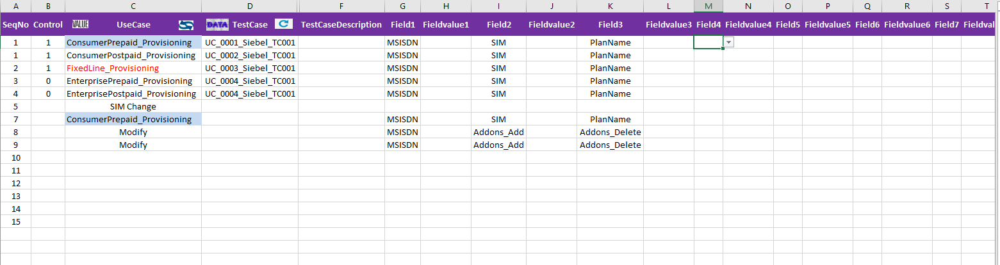 A B C D F G H I J K L M N O P Q R S T
SeqNo Control VALUE UseCase DATA TestCase TestCaseDescription Field1 Fieldvalue1 Field2 Fieldvalue2 Field3 Fieldvalue3 Field4 Fieldvalue4 Field5 Fieldvalue5 Field6 Fieldvalue6 Field7 Fieldval
1 1 ConsumerPrepaid_Provisioning UC_0001_Siebel_TC001 MSISDN SIM PlanName
1 1 ConsumerPostpaid_Provisioning UC_0002_Siebel_TC001 MSISDN SIM PlanName
2 1 FixedLine_Provisioning UC_0003_Siebel_TC001 MSISDN SIM PlanName
3 0 EnterprisePrepaid_Provisioning UC_0004_Siebel_TC001 MSISDN SIM PlanName
4 0 EnterprisePostpaid_Provisioning UC_0004_Siebel_TC001 MSISDN SIM PlanName
5 SIM Change
7 ConsumerPrepaid_Provisioning MSISDN SIM PlanName
8 Modify MSISDN Addons_Add Addons_Delete
9 Modify MSISDN Addons_Add Addons_Delete
10
11
12
13
14
15